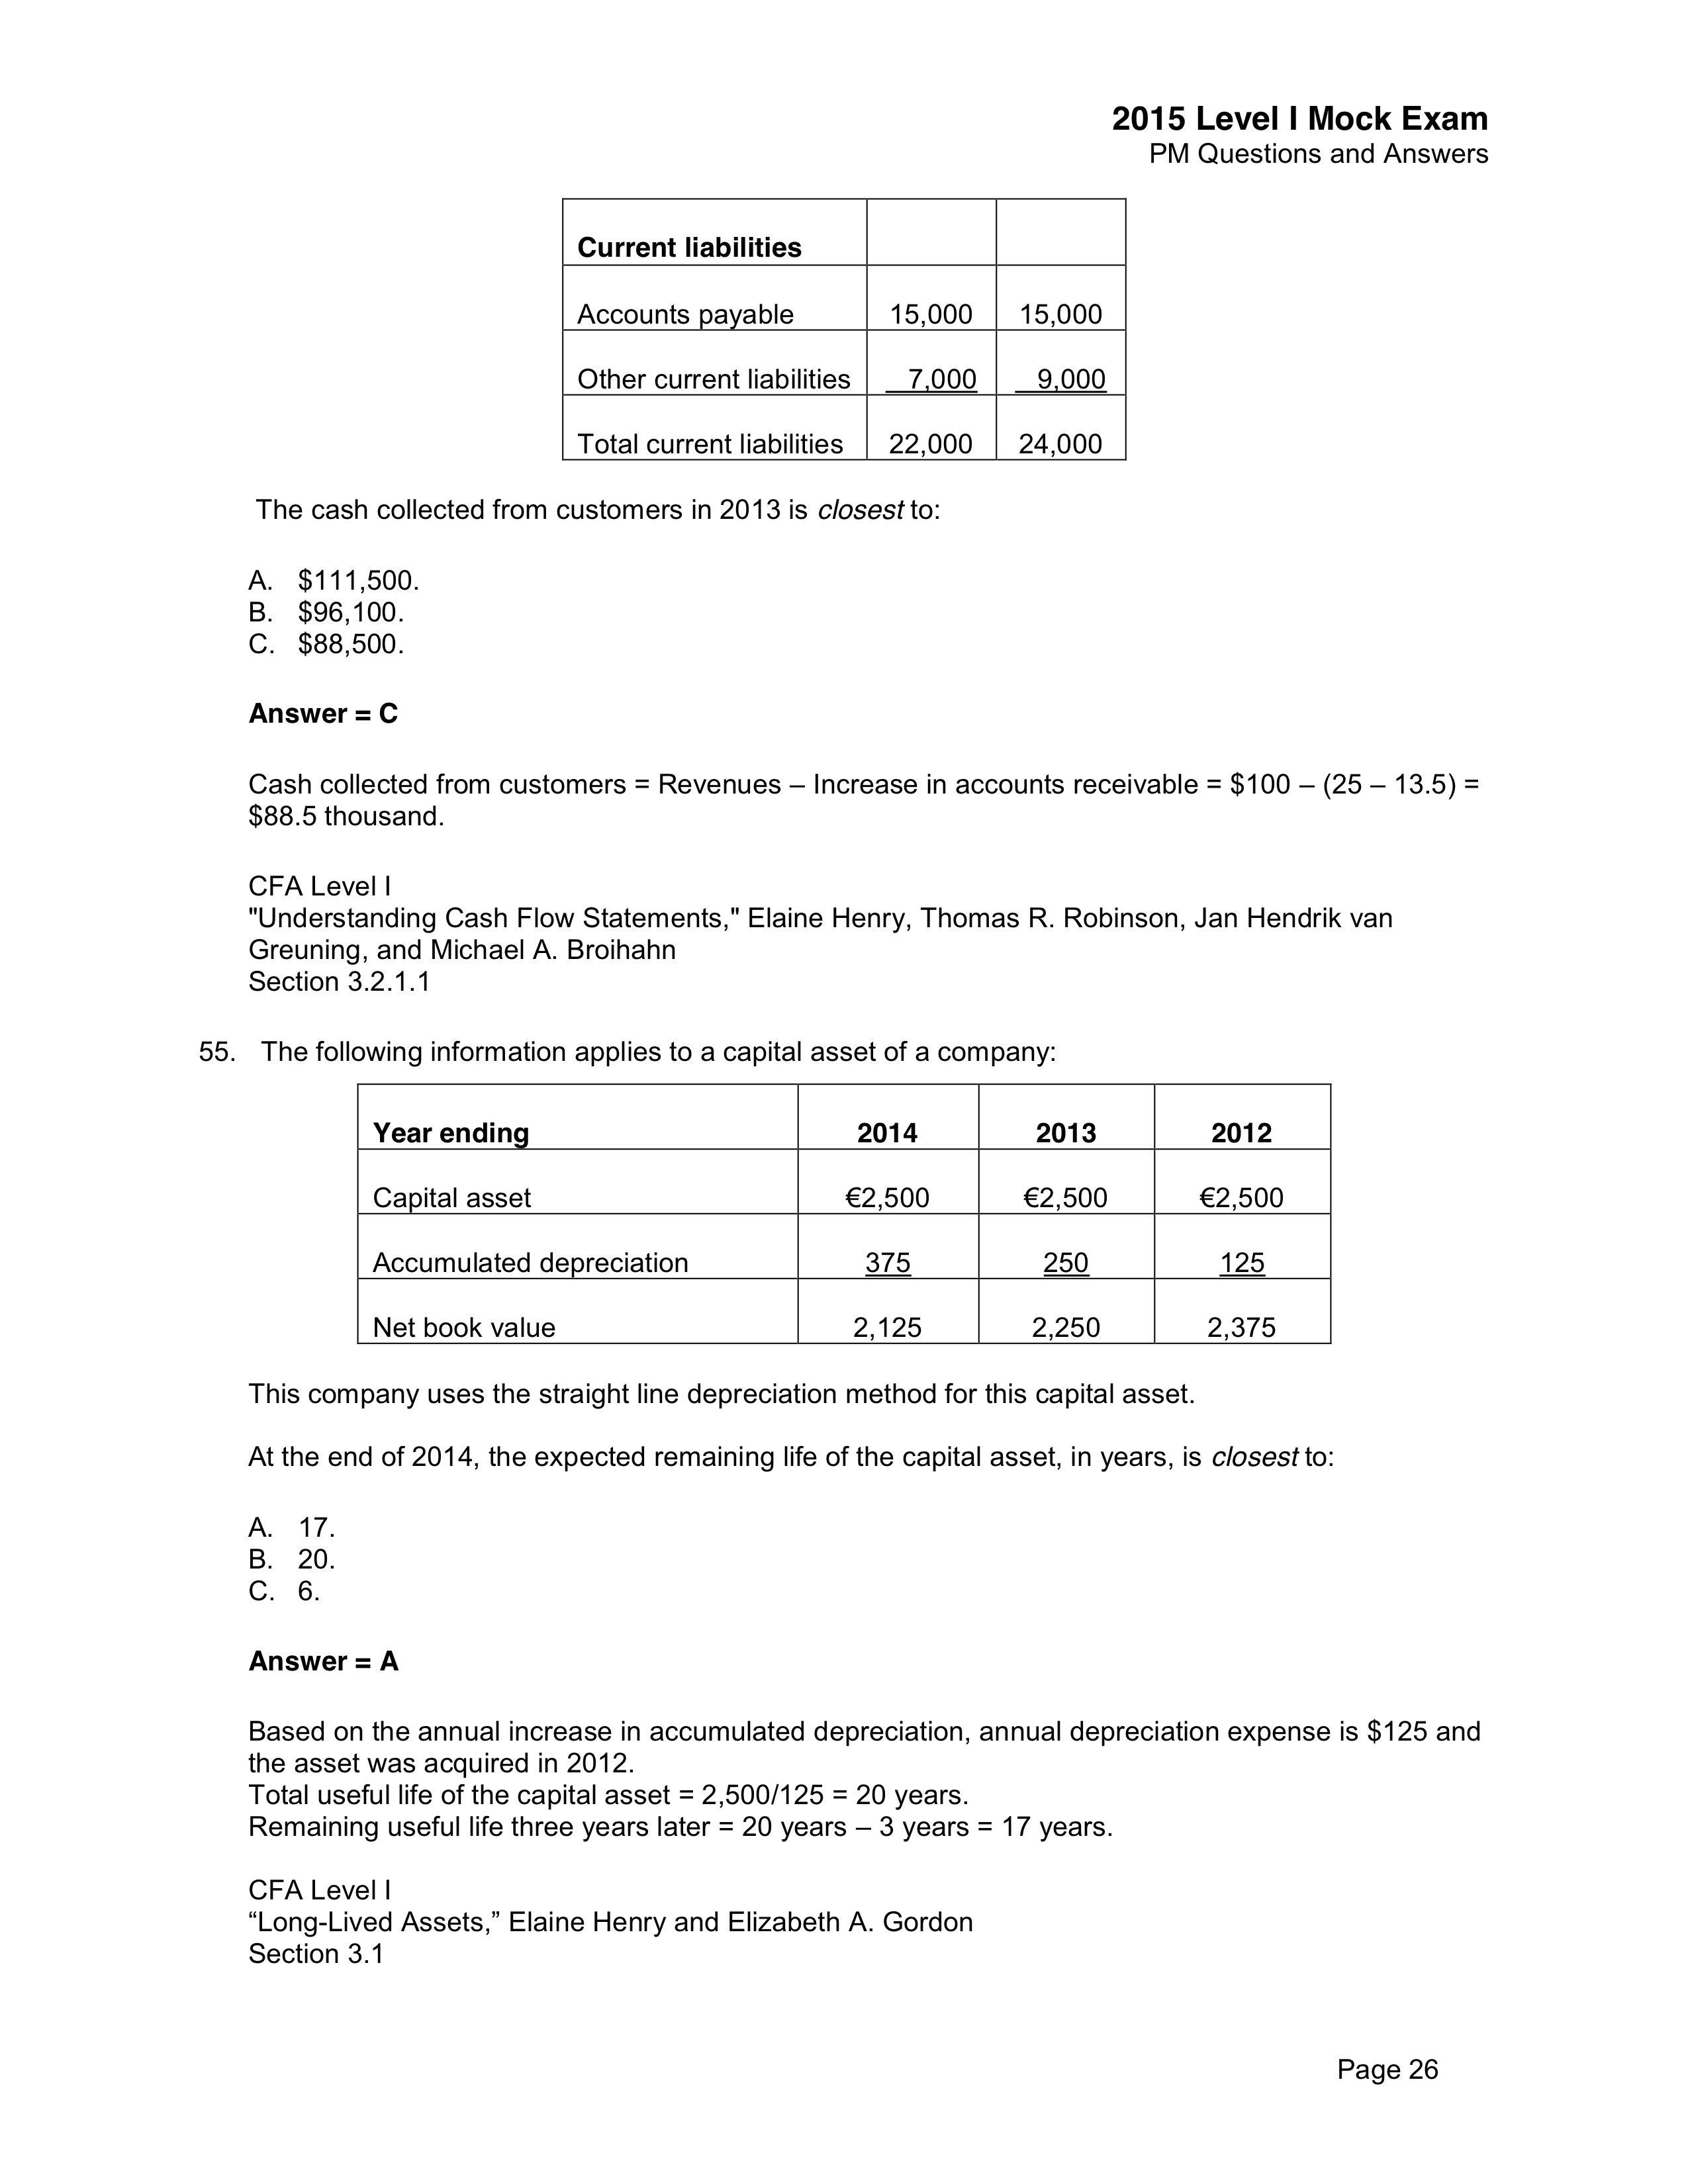 2015 Level I Mock Exam
PM Questions and Answers
Current liabilities
Accounts payable 15,000 15,000
Other current liabilities 7,000 9,000
Total current liabilities 22,000 24,000
The cash collected from customers in 2013 is closest to:
A. $111,500.
B. $96,100.
C. $88,500.
Answer = C
Cash collected from customers = Revenues – Increase in accounts receivable = $100 – (25 – 13.5) =
$88.5 thousand.
CFA Level I
"Understanding Cash Flow Statements," Elaine Henry, Thomas R. Robinson, Jan Hendrik van
Greuning, and Michael A. Broihahn
Section 3.2.1.1
55. The following information applies to a capital asset of a company:
Year ending 2014 2013 2012
Capital asset €2,500 €2,500 €2,500
Accumulated depreciation 375 250 125
Net book value 2,125 2,250 2,375
This company uses the straight line depreciation method for this capital asset.
At the end of 2014, the expected remaining life of the capital asset, in years, is closest to:
A. 17.
B. 20.
C. 6.
Answer = A
Based on the annual increase in accumulated depreciation, annual depreciation expense is $125 and
the asset was acquired in 2012.
Total useful life of the capital asset = 2,500/125 = 20 years.
Remaining useful life three years later = 20 years – 3 years = 17 years.
CFA Level I
“Long-Lived Assets,” Elaine Henry and Elizabeth A. Gordon
Section 3.1
Page 26